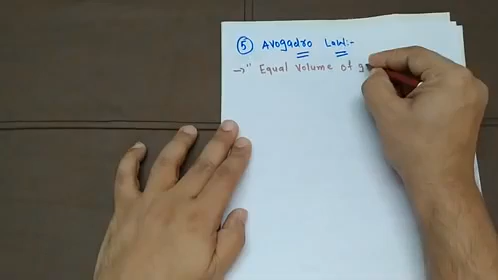 ⑤ Avogadro Law:-
→ " Equal Volume of g